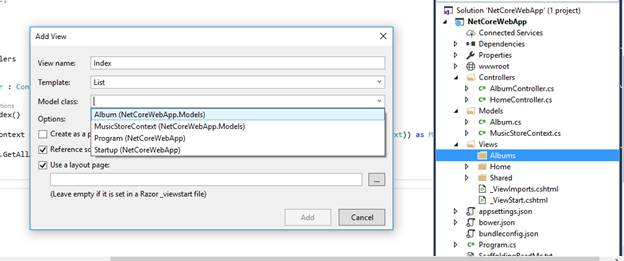 Add View
View name:
Index
Template:
List
Model class:
Album (NetCoreWebApp.Models)
MusicStoreContext (NetCoreWebApp.Models)
Program (NetCoreWebApp)
Startup (NetCoreWebApp)
Options:
Create as a p
Reference sc
Use a layout page:
...
(Leave empty if it is set in a Razor _viewstart file)
Add
Cancel
llers
r : Con
ndex()
ontext
.GetAll
xt)) as M
Solution 'NetCoreWebApp' (1 project)
NetCoreWebApp
Connected Services
Dependencies
Properties
wwwroot
Controllers
AlbumController.cs
HomeController.cs
Models
Album.cs
MusicStoreContext.cs
Views
Albums
Home
Shared
_ViewImports.cshtml
_ViewStart.cshtml
appsettings.json
bower.json
bundleconfig.json
Program.cs
ScaffoldingReadMe.txt